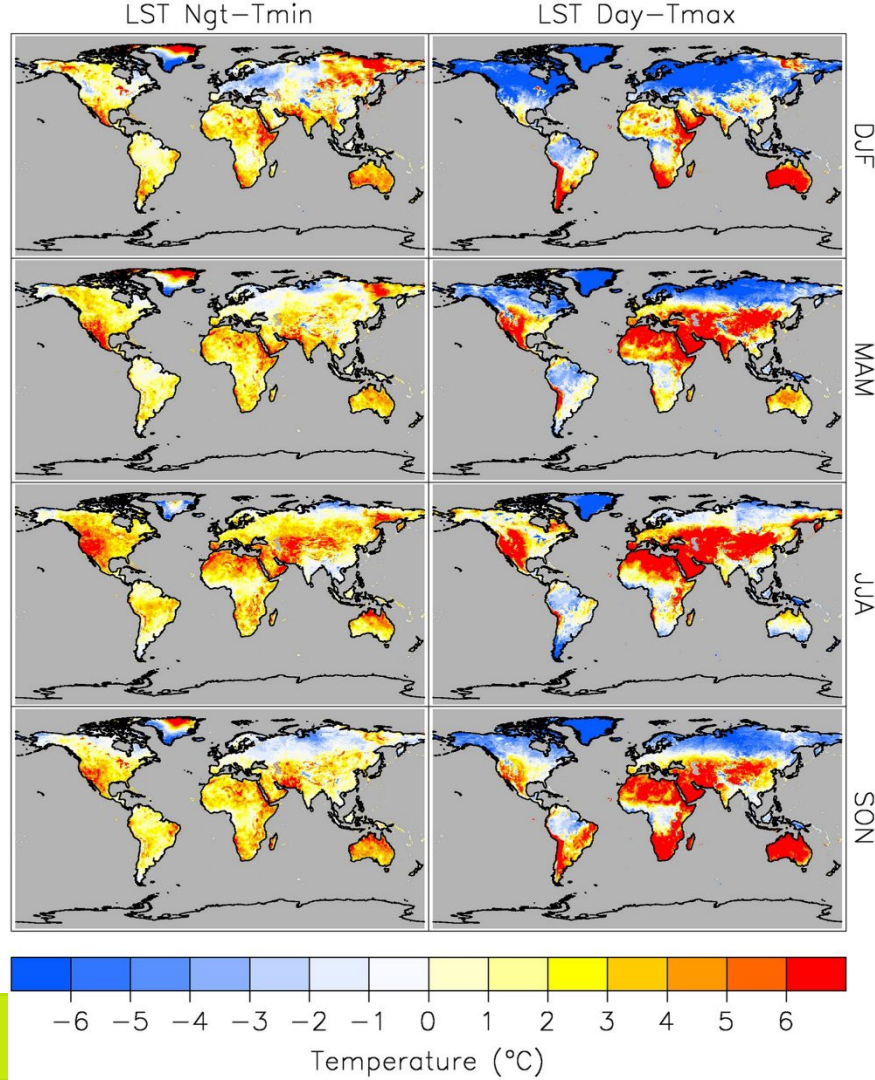 LST Ngt−Tmin LST Day−Tmax
DJF
MAM
JJA
SON
−6 −5 −4 −3 −2 −1 0 1 2 3 4 5 6
Temperature (°C)